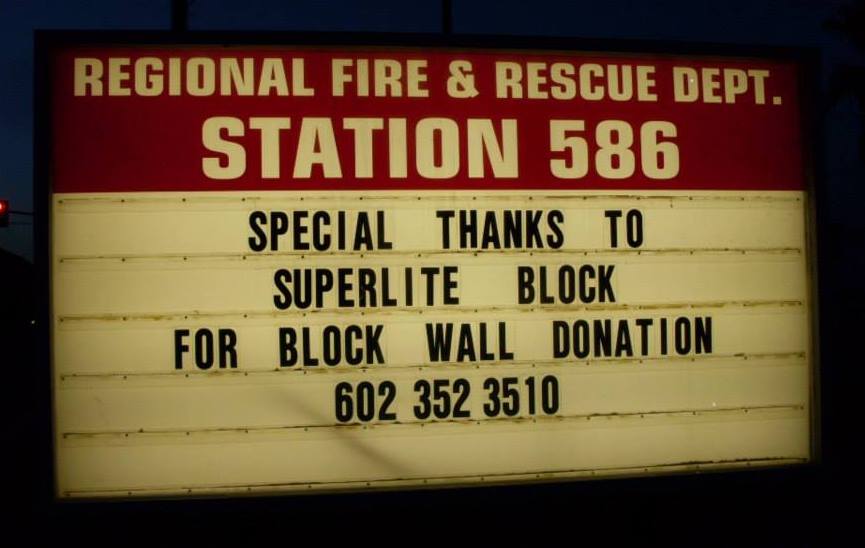 REGIONAL FIRE & RESCUE DEPT.
STATION 586
SPECIAL THANKS TO
SUPERLITE BLOCK
FOR BLOCK WALL DONATION
602 352 3510